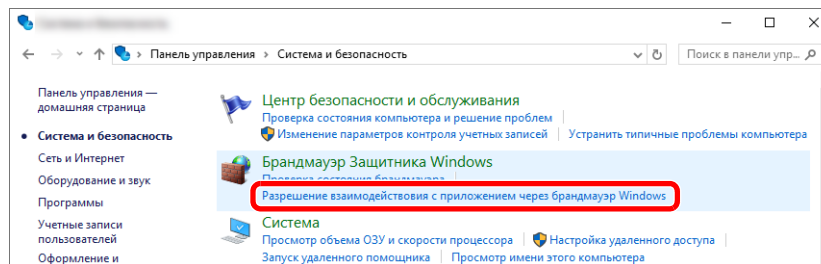 Панель управления › Система и безопасность
Поиск в панели упр...
Панель управления —
домашняя страница
Система и безопасность
Сеть и Интернет
Оборудование и звук
Программы
Учетные записи
пользователей
Оформление и
Центр безопасности и обслуживания
Проверка состояния компьютера и решение проблем
Изменение параметров контроля учетных записей
Устранить типичные проблемы компьютера
Брандмауэр Защитника Windows
Проверка состояния брандмауэра
Разрешение взаимодействия с приложением через брандмауэр Windows
Система
Просмотр объема ОЗУ и скорости процессора
Настройка удаленного доступа
Запуск удаленного помощника
Просмотр имени этого компьютера